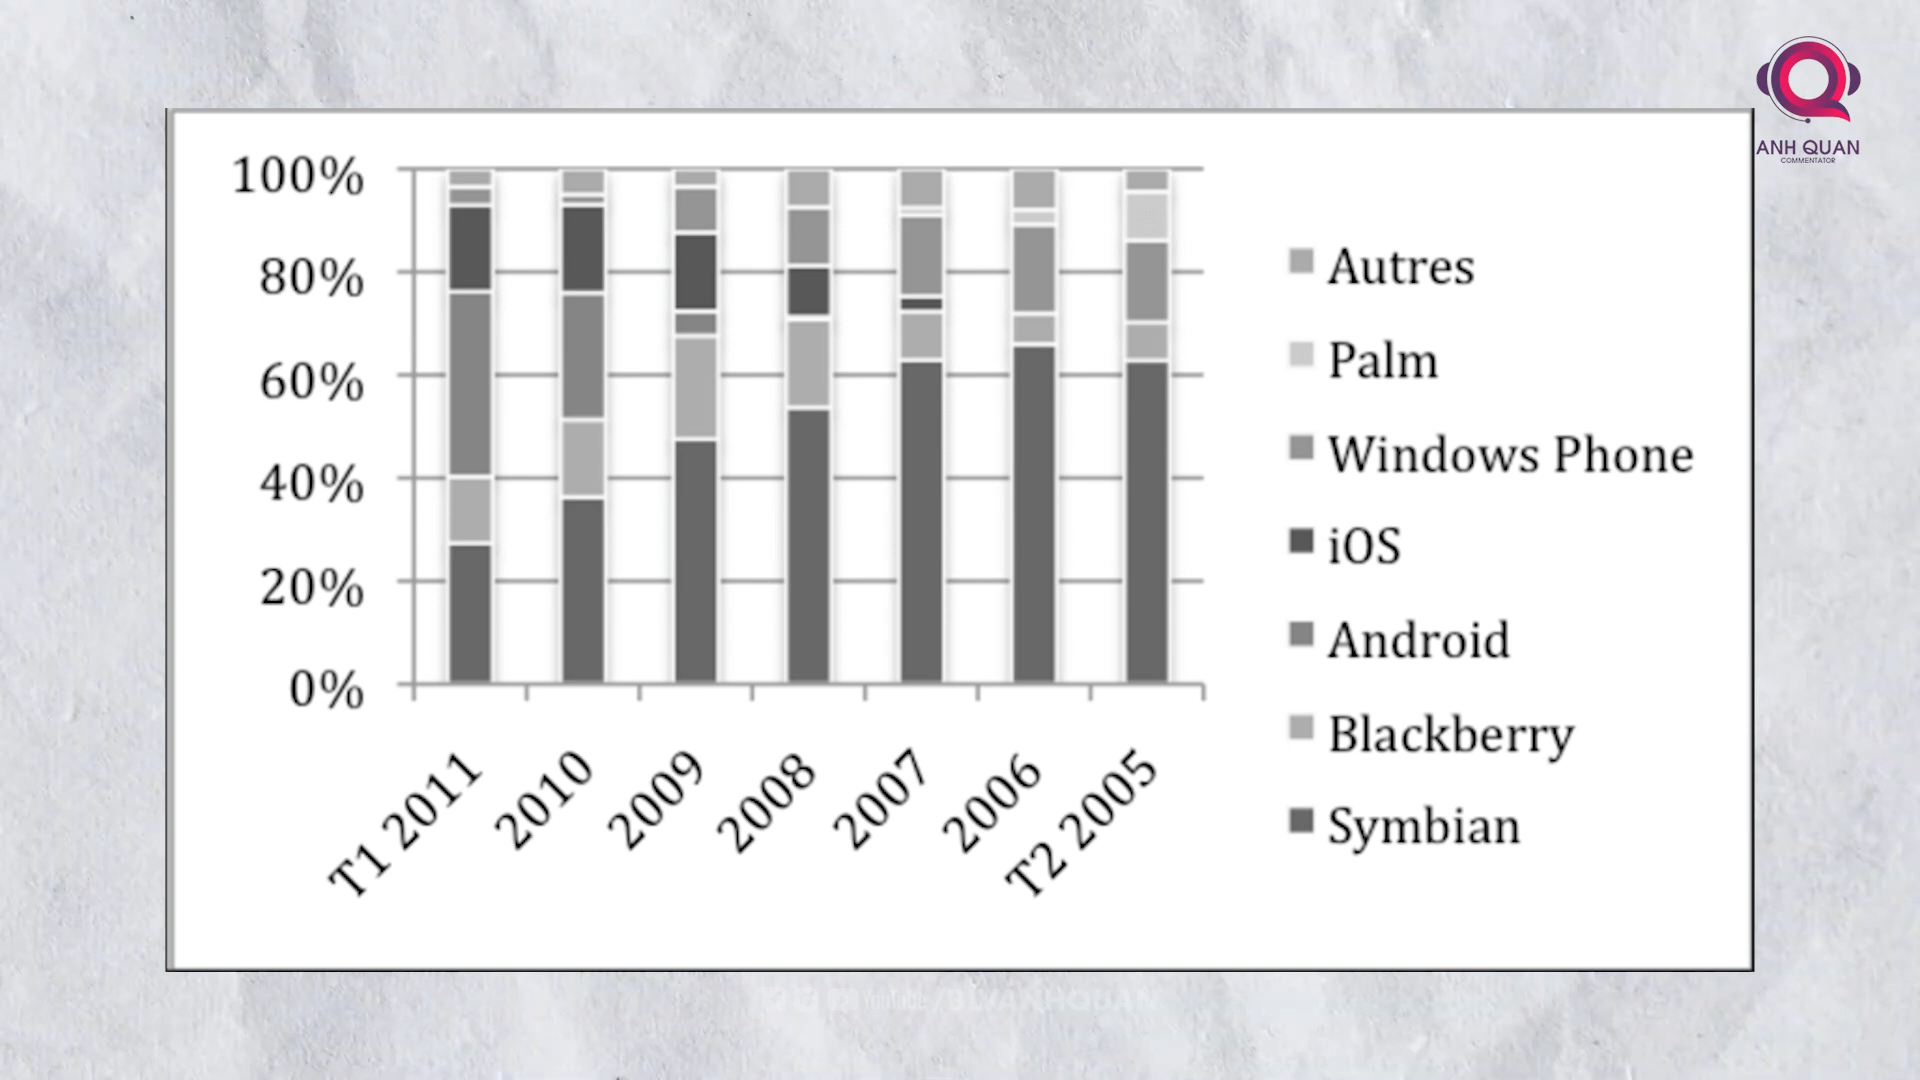 ANH QUAN
COMMENTATOR
100%
80%
60%
40%
20%
0%
T1 2011
2010
2009
2008
2007
2006
T2 2005
Autres
Palm
Windows Phone
iOS
Android
Blackberry
Symbian